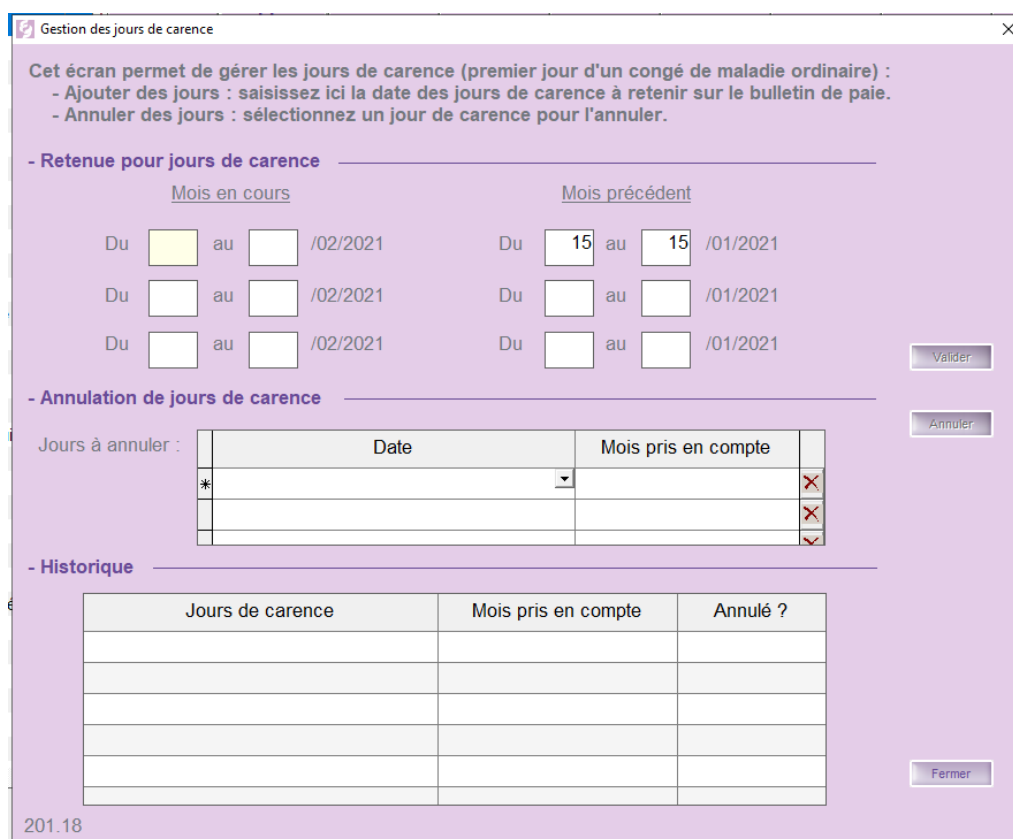 Gestion des jours de carence
Cet écran permet de gérer les jours de carence (premier jour d'un congé de maladie ordinaire) :
- Ajouter des jours : saisissez ici la date des jours de carence à retenir sur le bulletin de paie.
- Annuler des jours : sélectionnez un jour de carence pour l'annuler.
- Retenue pour jours de carence
Mois en cours Mois précédent
Du au /02/2021 Du 15 au 15 /01/2021
Du au /02/2021 Du au /01/2021
Du au /02/2021 Du au /01/2021
Valider
- Annulation de jours de carence
Annuler
Jours à annuler : Date Mois pris en compte
- Historique
Jours de carence Mois pris en compte Annulé ?
Fermer
201.18